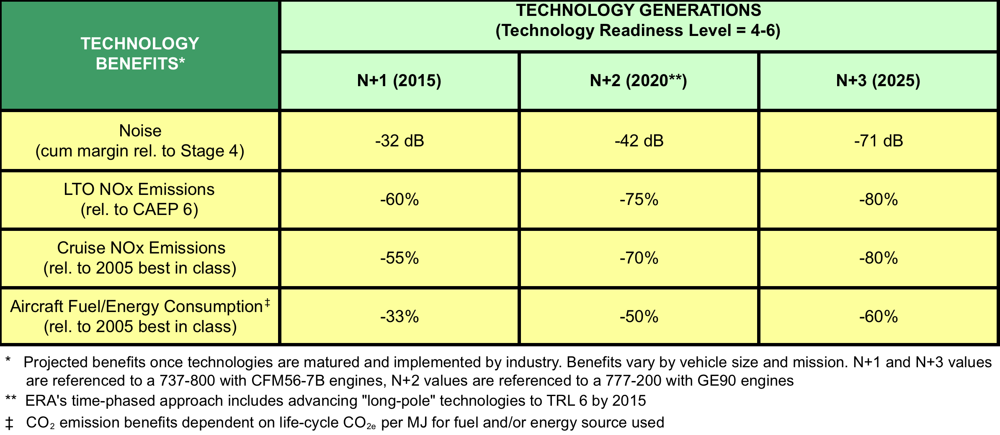 TECHNOLOGY
BENEFITS*
TECHNOLOGY GENERATIONS
(Technology Readiness Level = 4-6)
N+1 (2015)
N+2 (2020**)
N+3 (2025)
Noise
(cum margin rel. to Stage 4)
-32 dB
-42 dB
-71 dB
LTO NOx Emissions
(rel. to CAEP 6)
-60%
-75%
-80%
Cruise NOx Emissions
(rel. to 2005 best in class)
-55%
-70%
-80%
Aircraft Fuel/Energy Consumption‡
(rel. to 2005 best in class)
-33%
-50%
-60%
* Projected benefits once technologies are matured and implemented by industry. Benefits vary by vehicle size and mission. N+1 and N+3 values
are referenced to a 737-800 with CFM56-7B engines, N+2 values are referenced to a 777-200 with GE90 engines
** ERA's time-phased approach includes advancing "long-pole" technologies to TRL 6 by 2015
‡ CO₂ emission benefits dependent on life-cycle CO₂ₑ per MJ for fuel and/or energy source used